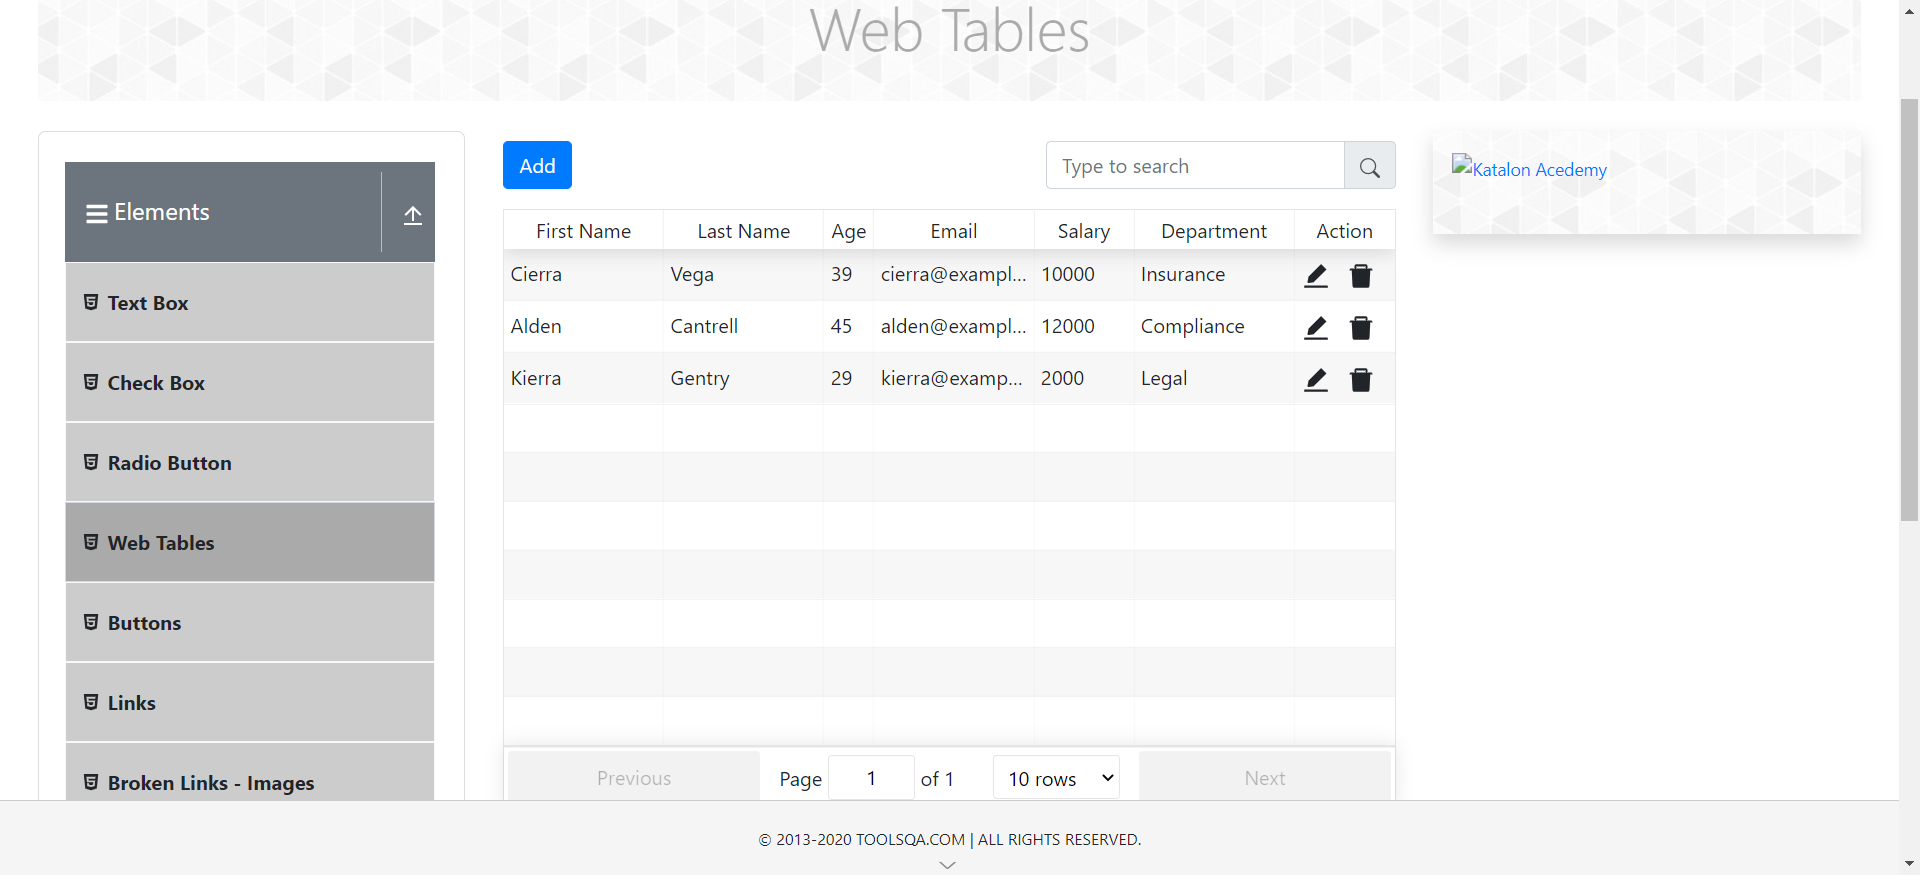 Web Tables
Elements
Text Box
Check Box
Radio Button
Web Tables
Buttons
Links
Broken Links - Images
Add
Type to search
First Name Last Name Age Email Salary Department Action
Cierra Vega 39 cierra@exampl... 10000 Insurance
Alden Cantrell 45 alden@exampl... 12000 Compliance
Kierra Gentry 29 kierra@examp... 2000 Legal
Previous Page 1 of 1 10 rows Next
Katalon Acedemy
© 2013-2020 TOOLSQA.COM | ALL RIGHTS RESERVED.